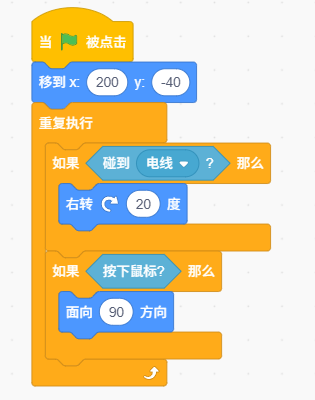 当 被点击
移到 x: 200 y: -40
重复执行
如果 碰到 电线 ? 那么
右转 20 度
如果 按下鼠标? 那么
面向 90 方向